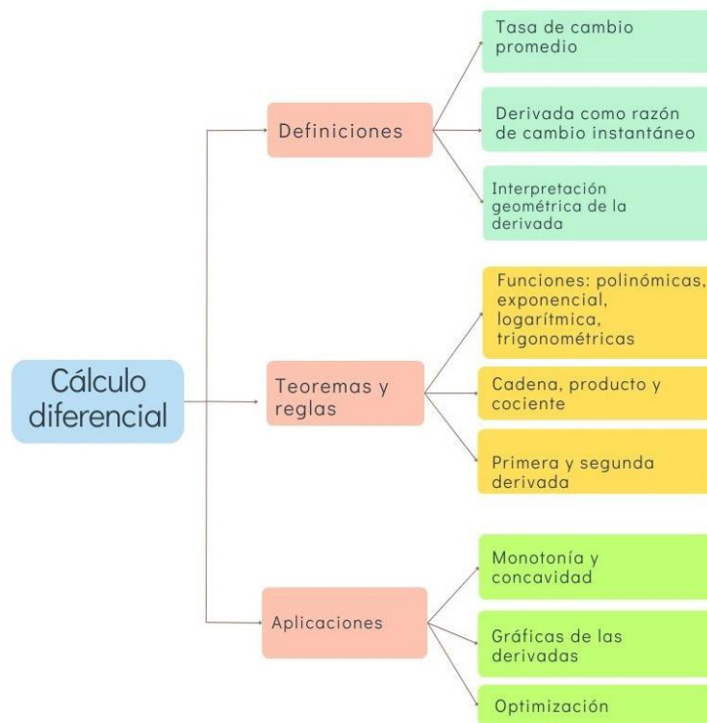 Cálculo
diferencial
Definiciones
Tasa de cambio
promedio
Derivada como razón
de cambio instantáneo
Interpretación
geométrica de la
derivada
Teoremas y
reglas
Funciones: polinómicas,
exponencial,
logarítmica,
trigonométricas
Cadena, producto y
cociente
Primera y segunda
derivada
Aplicaciones
Monotonía y
concavidad
Gráficas de las
derivadas
Optimización